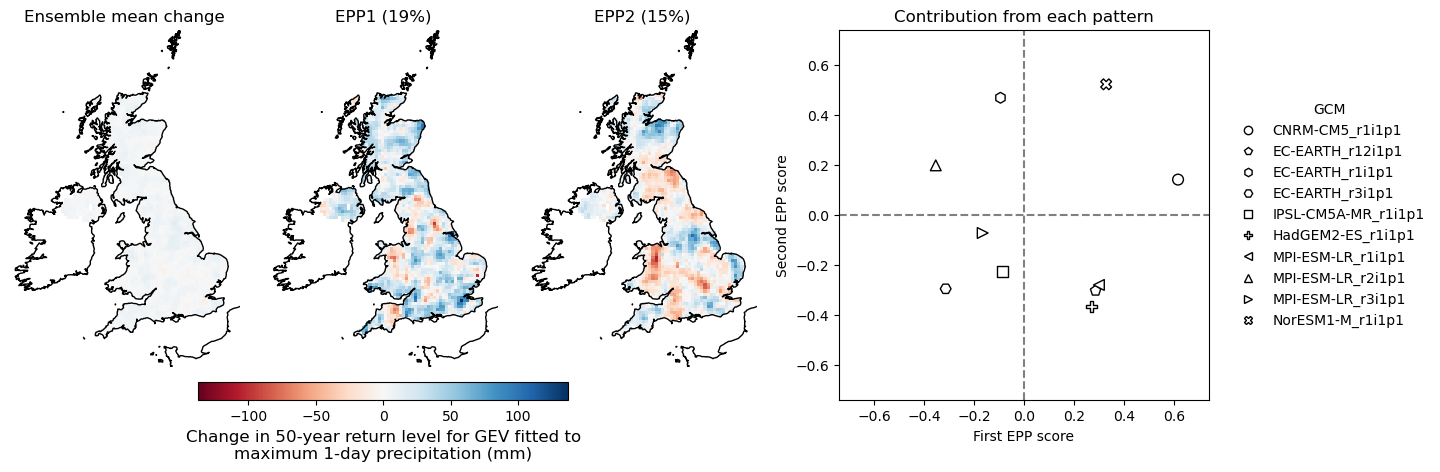 Ensemble mean change
EPP1 (19%)
EPP2 (15%)
−100 −50 0 50 100
Change in 50-year return level for GEV fitted to
maximum 1-day precipitation (mm)
Contribution from each pattern
Second EPP score
0.6
0.4
0.2
0.0
−0.2
−0.4
−0.6
−0.6 −0.4 −0.2 0.0 0.2 0.4 0.6
First EPP score
GCM
CNRM-CM5_r1i1p1
EC-EARTH_r12i1p1
EC-EARTH_r1i1p1
EC-EARTH_r3i1p1
IPSL-CM5A-MR_r1i1p1
HadGEM2-ES_r1i1p1
MPI-ESM-LR_r1i1p1
MPI-ESM-LR_r2i1p1
MPI-ESM-LR_r3i1p1
NorESM1-M_r1i1p1